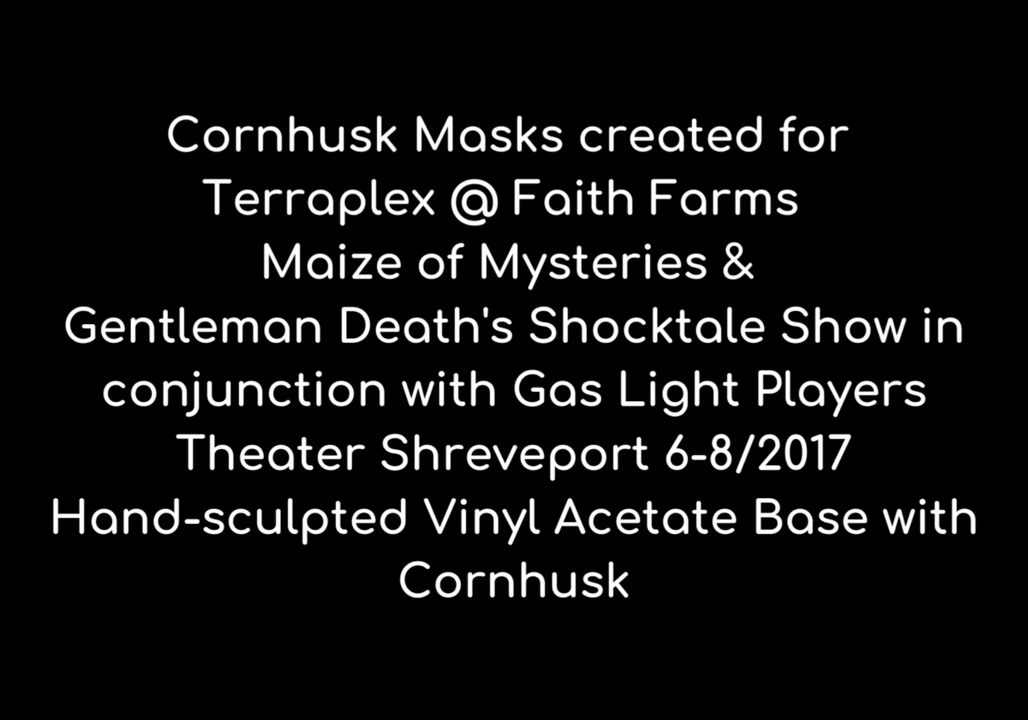 Cornhusk Masks created for
Terraplex @ Faith Farms
Maize of Mysteries &
Gentleman Death's Shocktale Show in
conjunction with Gas Light Players
Theater Shreveport 6-8/2017
Hand-sculpted Vinyl Acetate Base with
Cornhusk